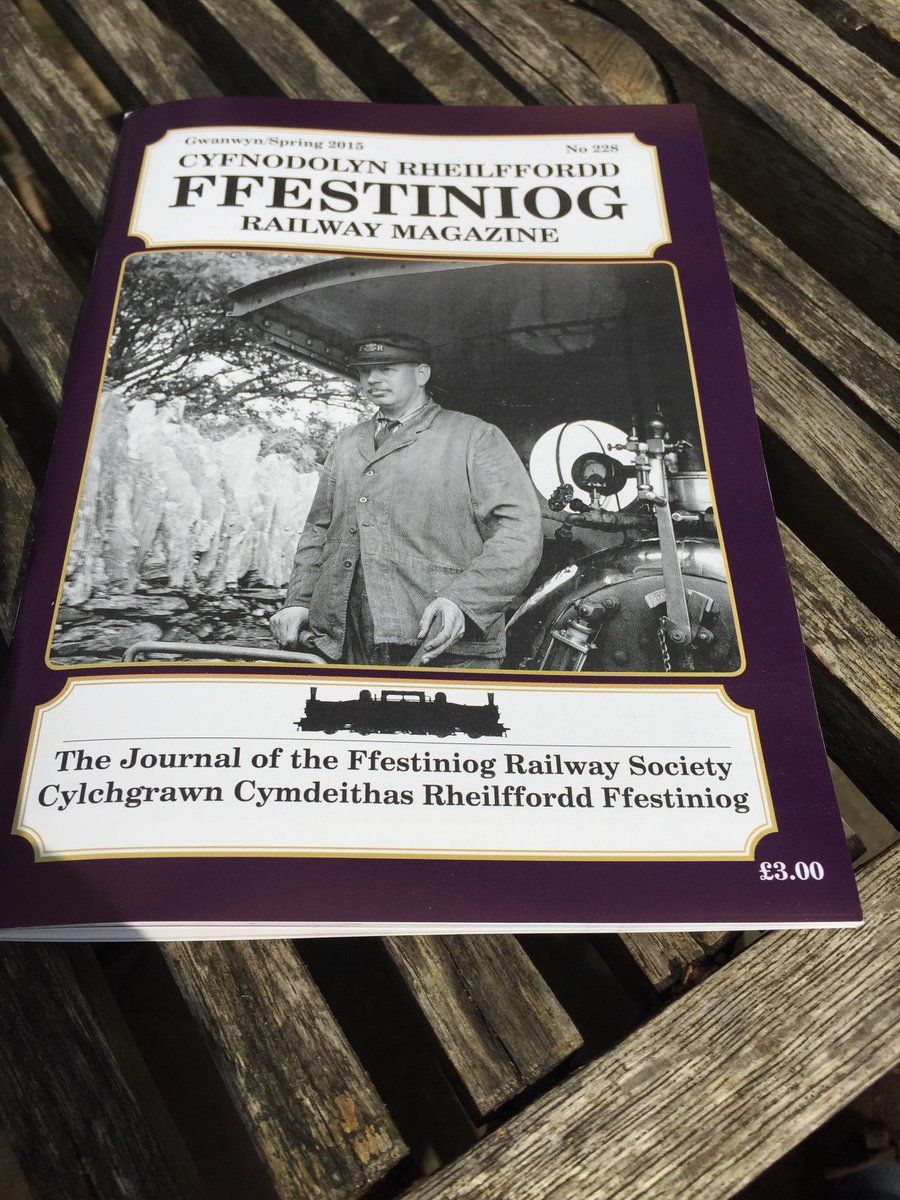 Gwanwyn/Spring 2015 No 228
CYFNODOLYN RHEILFFORDD
FFESTINIOG
RAILWAY MAGAZINE
The Journal of the Ffestiniog Railway Society
Cylchgrawn Cymdeithas Rheilffordd Ffestiniog
£3.00